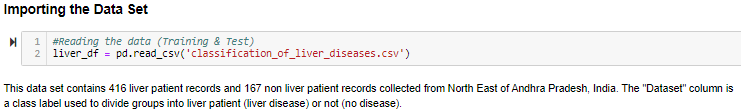 Importing the Data Set
1 #Reading the data (Training & Test)
2 liver_df = pd.read_csv('classification_of_liver_diseases.csv')
This data set contains 416 liver patient records and 167 non liver patient records collected from North East of Andhra Pradesh, India. The "Dataset" column is
a class label used to divide groups into liver patient (liver disease) or not (no disease).